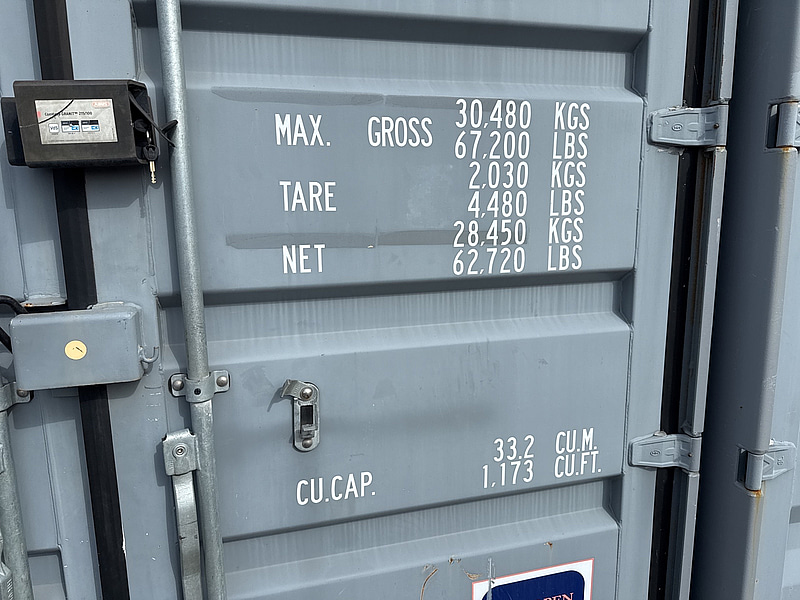 MAX. GROSS 30,480 KGS
67,200 LBS
TARE 2,030 KGS
4,480 LBS
NET 28,450 KGS
62,720 LBS
33.2 CU.M.
CU.CAP. 1,173 CU.FT.